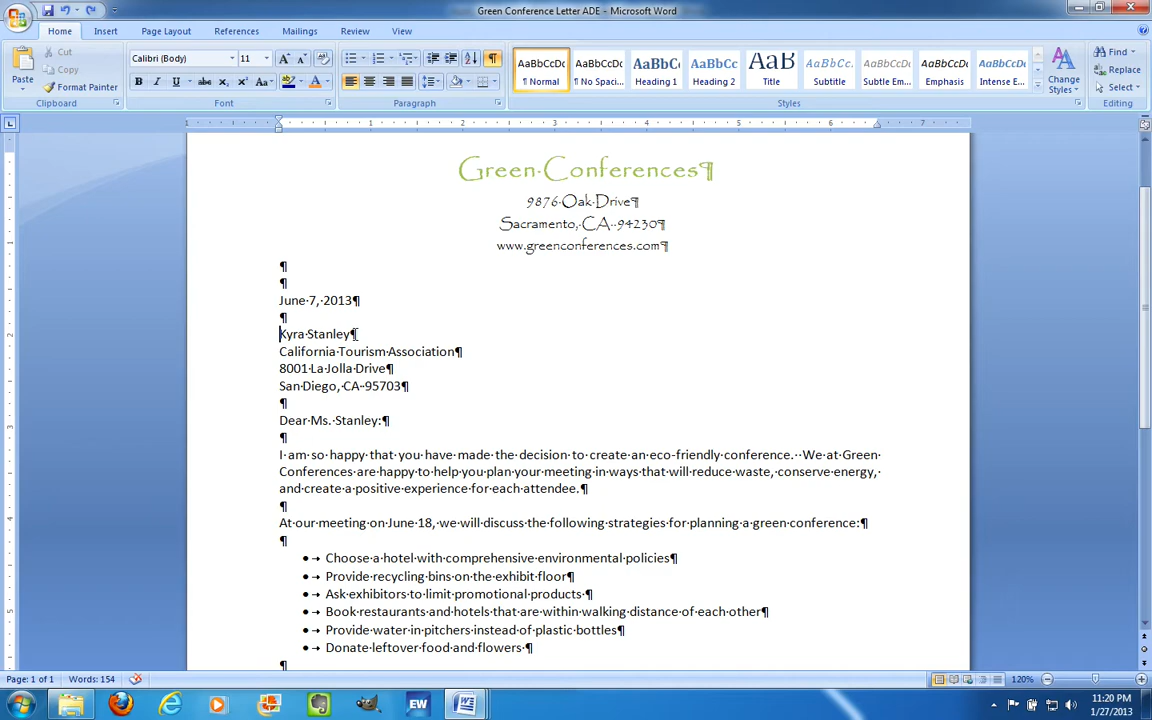 Green Conference Letter ADE - Microsoft Word
Home Insert Page Layout References Mailings Review View
Cut
Copy
Format Painter
Paste
Clipboard
Calibri (Body) 11
Font
Paragraph
AaBbCcDc AaBbCcDc AaBbC( AaBbCc AaB AaBbCc. AaBbCcDc AaBbCcDc AaBbCcDc
¶ Normal ¶ No Spaci... Heading 1 Heading 2 Title Subtitle Subtle Em... Emphasis Intense E...
Change Styles
Styles
Find
Replace
Select
Editing
1 1 2 3 4 5 6 7
Green·Conferences¶
9876·Oak·Drive¶
Sacramento,·CA··94230¶
www.greenconferences.com¶
¶
¶
June·7,·2013¶
¶
Kyra·Stanley¶
California·Tourism·Association¶
8001·La·Jolla·Drive¶
San·Diego,·CA··95703¶
¶
Dear·Ms.·Stanley:¶
¶
I·am·so·happy·that·you·have·made·the·decision·to·create·an·eco-friendly·conference.··We·at·Green·
Conferences·are·happy·to·help·you·plan·your·meeting·in·ways·that·will·reduce·waste,·conserve·energy,·
and·create·a·positive·experience·for·each·attendee.¶
¶
At·our·meeting·on·June·18,·we·will·discuss·the·following·strategies·for·planning·a·green·conference:¶
¶
•→ Choose·a·hotel·with·comprehensive·environmental·policies¶
•→ Provide·recycling·bins·on·the·exhibit·floor¶
•→ Ask·exhibitors·to·limit·promotional·products·¶
•→ Book·restaurants·and·hotels·that·are·within·walking·distance·of·each·other¶
•→ Provide·water·in·pitchers·instead·of·plastic·bottles¶
•→ Donate·leftover·food·and·flowers·¶
¶
Page: 1 of 1 Words: 154 120%
EW
11:20 PM
1/27/2013